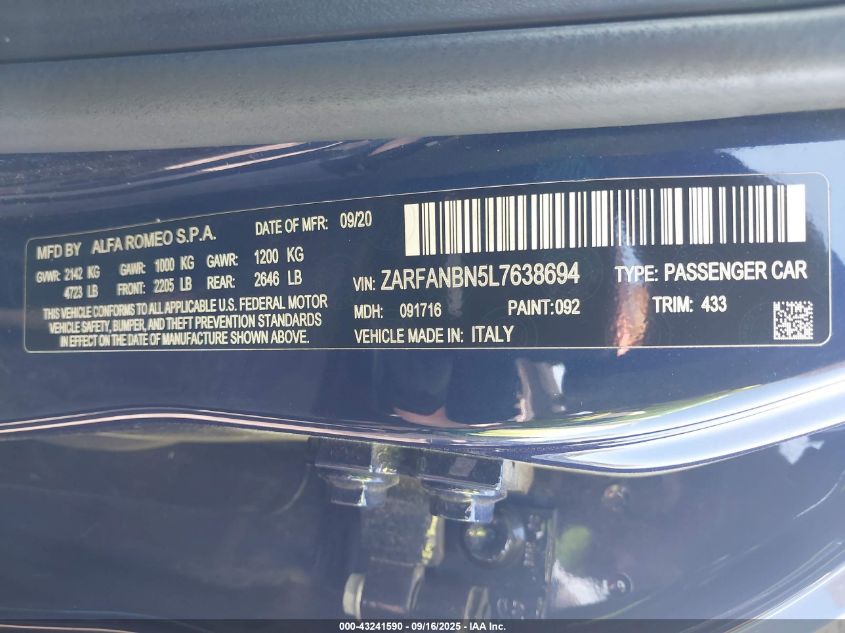 MFD BY ALFA ROMEO S.P.A. DATE OF MFR: 09/20
GVWR: 2142 KG GAWR: 1000 KG GAWR: 1200 KG
4723 LB FRONT: 2205 LB REAR: 2646 LB
THIS VEHICLE CONFORMS TO ALL APPLICABLE U.S. FEDERAL MOTOR
VEHICLE SAFETY, BUMPER, AND THEFT PREVENTION STANDARDS
IN EFFECT ON THE DATE OF MANUFACTURE SHOWN ABOVE.
VIN: ZARFANBN5L7638694 TYPE: PASSENGER CAR
MDH: 091716 PAINT: 092 TRIM: 433
VEHICLE MADE IN: ITALY
000-43241590 - 09/16/2025 - IAA Inc.